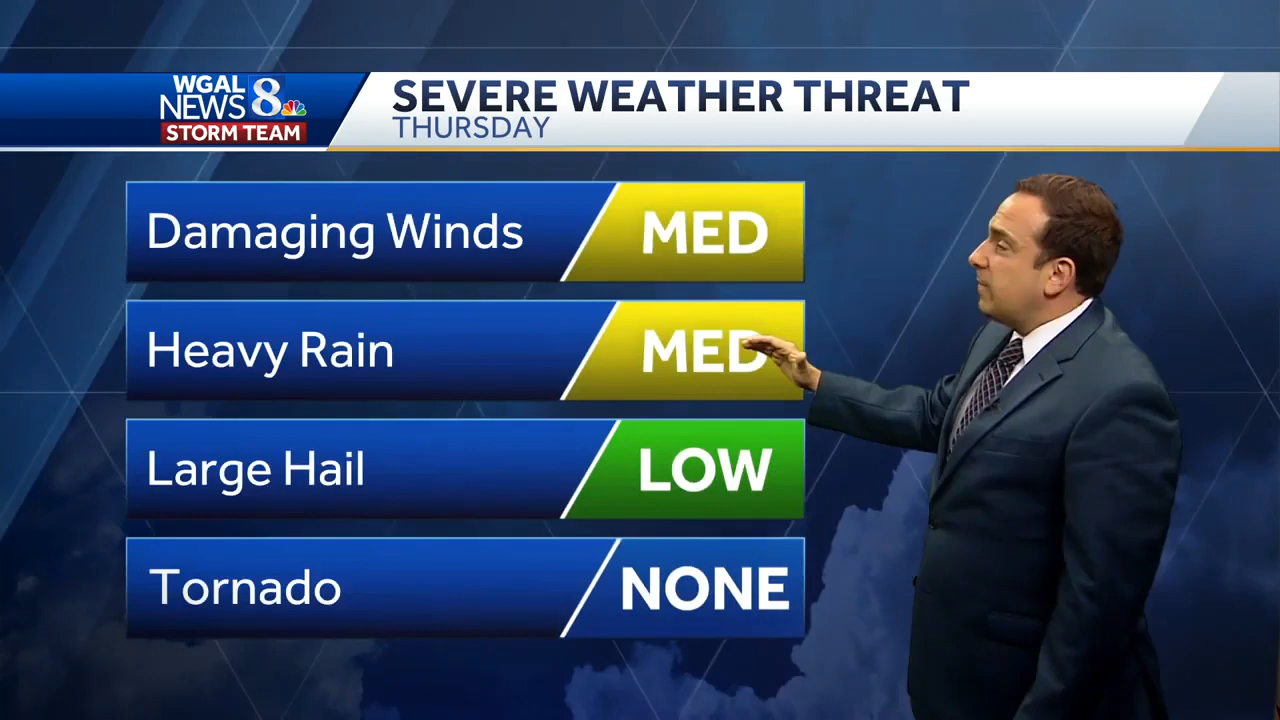 WGAL
NEWS 8
STORM TEAM
SEVERE WEATHER THREAT
THURSDAY
Damaging Winds MED
Heavy Rain MED
Large Hail LOW
Tornado NONE